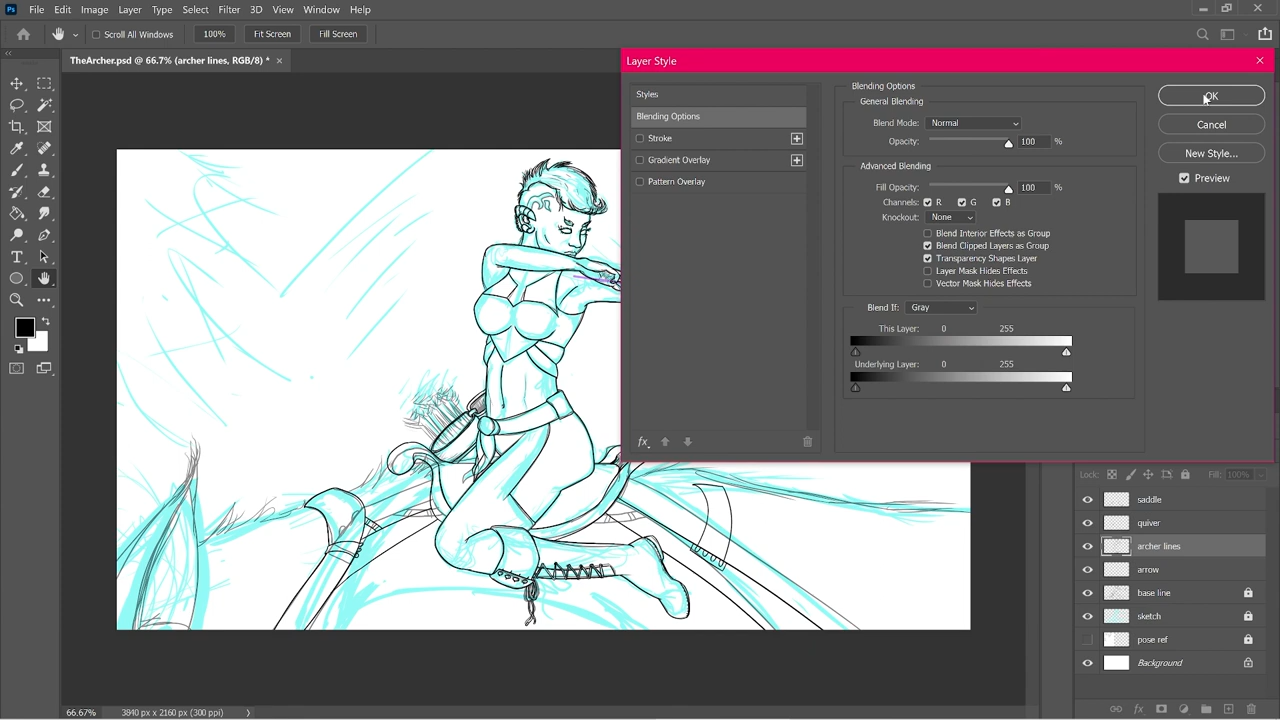 Ps File Edit Image Layer Type Select Filter 3D View Window Help
Scroll All Windows 100% Fit Screen Fill Screen
TheArcher.psd @ 66.7% (archer lines, RGB/8) * ×
Layer Style
Styles
Blending Options
Stroke
Gradient Overlay
Pattern Overlay
fx
Blending Options
General Blending
Blend Mode: Normal
Opacity: 100 %
Advanced Blending
Fill Opacity: 100 %
Channels: R G B
Knockout: None
Blend Interior Effects as Group
Blend Clipped Layers as Group
Transparency Shapes Layer
Layer Mask Hides Effects
Vector Mask Hides Effects
Blend If: Gray
This Layer: 0 255
Underlying Layer: 0 255
OK
Cancel
New Style...
Preview
Lock: Fill: 100%
saddle
quiver
archer lines
arrow
base line
sketch
pose ref
Background
fx
66.67% 3840 px x 2160 px (300 ppi)